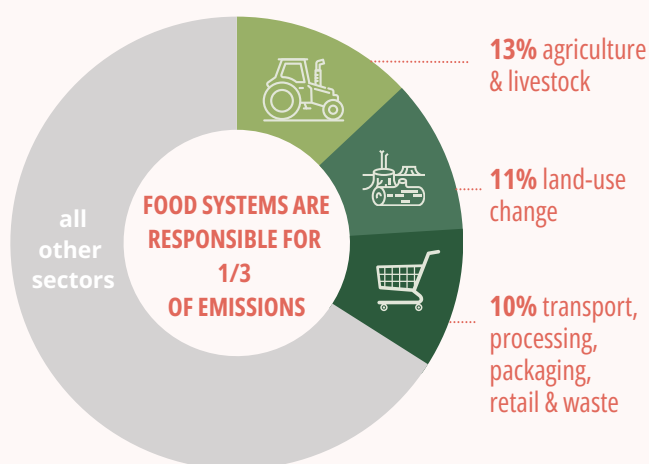 13% agriculture
& livestock
11% land-use
change
10% transport,
processing,
packaging,
retail & waste
FOOD SYSTEMS ARE
RESPONSIBLE FOR
1/3
OF EMISSIONS
all
other
sectors